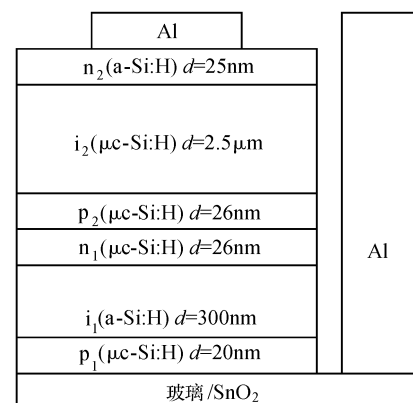 Al
n₂(a-Si:H) d=25nm
i₂(μc-Si:H) d=2.5μm
p₂(μc-Si:H) d=26nm
n₁(μc-Si:H) d=26nm
Al
i₁(a-Si:H) d=300nm
p₁(μc-Si:H) d=20nm
玻璃/SnO₂